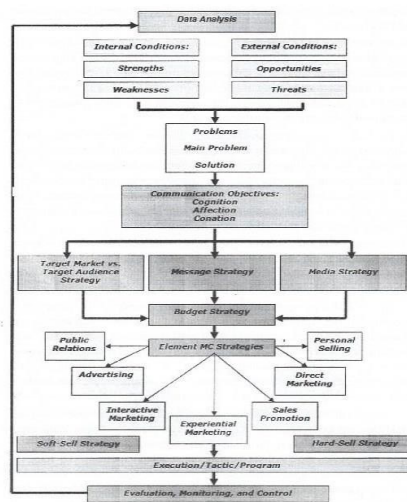 Data Analysis
Internal Conditions:
External Conditions:
Strengths
Opportunities
Weaknesses
Threats
Problems
Main Problem
Solution
Communication Objectives:
Cognition
Affection
Conation
Target Market vs.
Target Audience
Strategy
Message Strategy
Media Strategy
Budget Strategy
Public
Relations
Element MC Strategies
Personal
Selling
Advertising
Direct
Marketing
Interactive
Marketing
Experiential
Marketing
Sales
Promotion
Soft-Sell Strategy
Hard-Sell Strategy
Execution/Tactic/Program
Evaluation, Monitoring, and Control